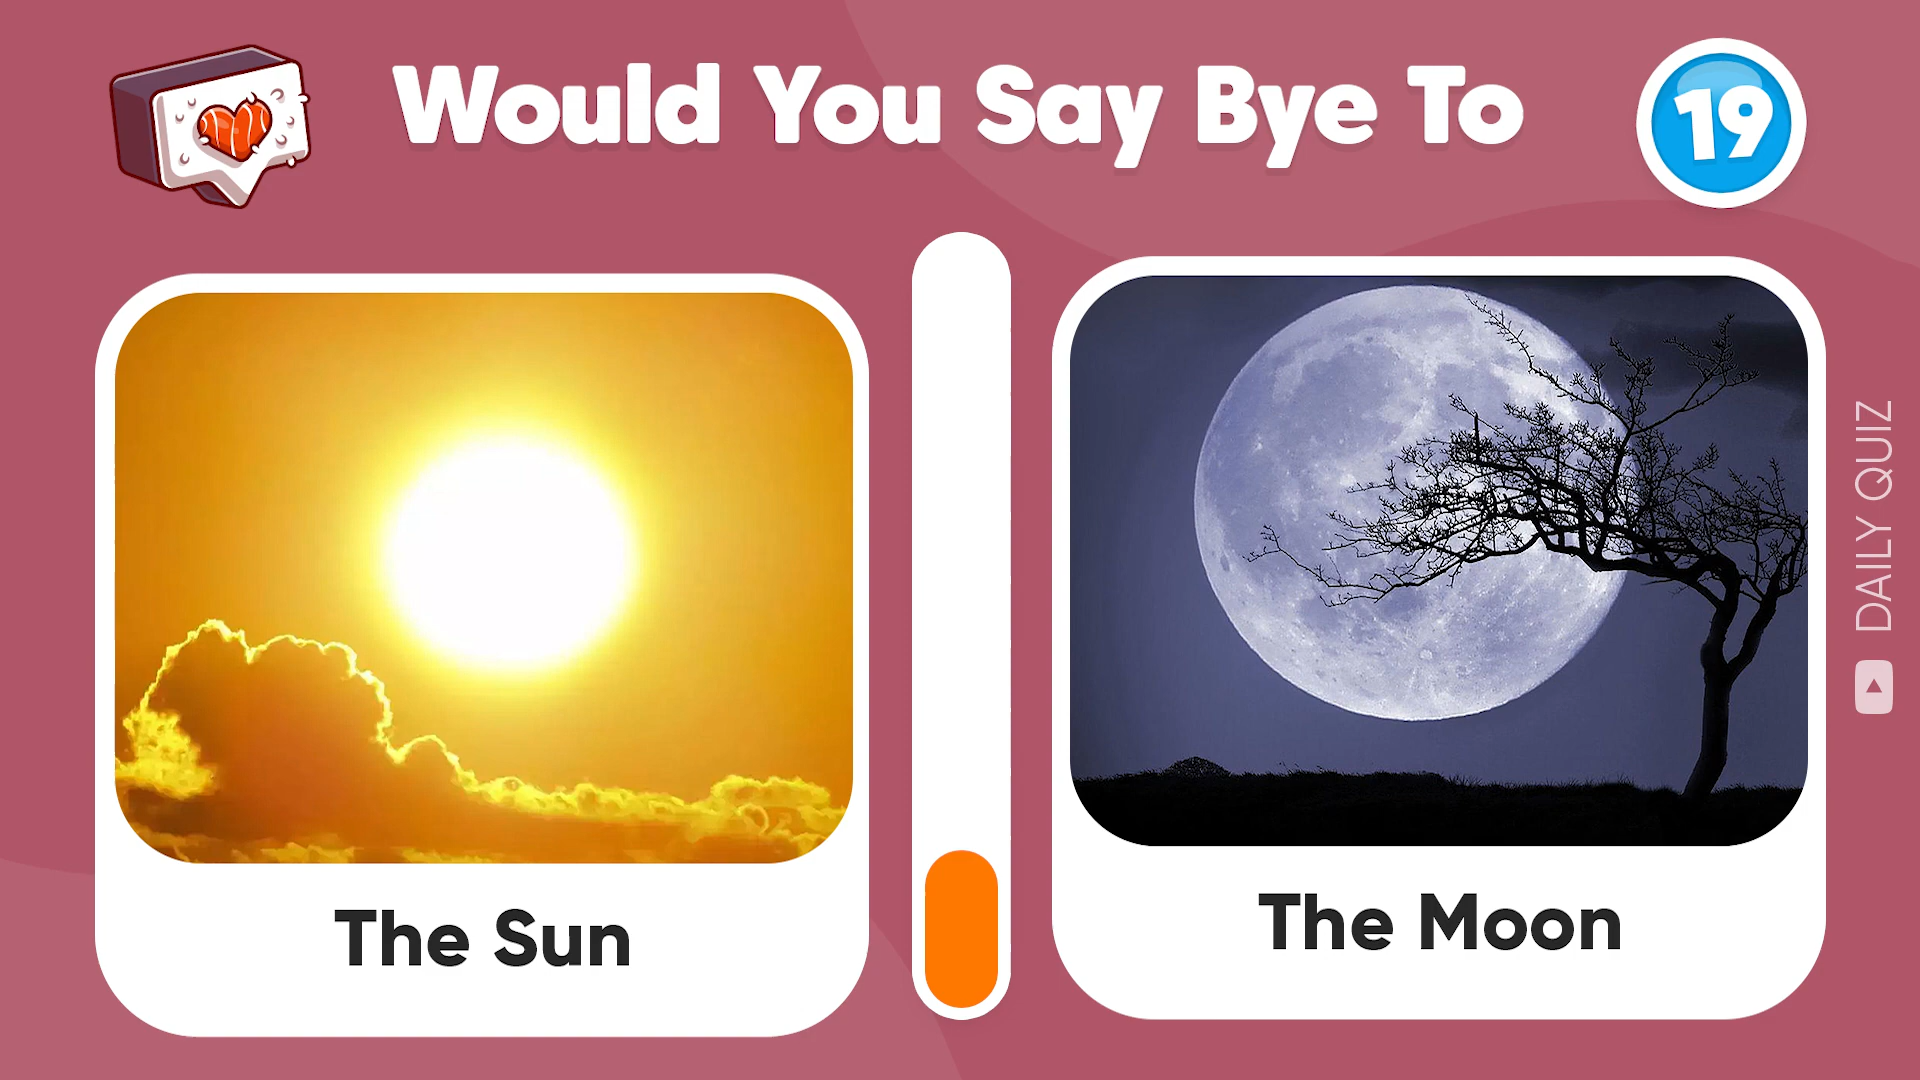 Would You Say Bye To
19
The Sun
The Moon
DAILY QUIZ